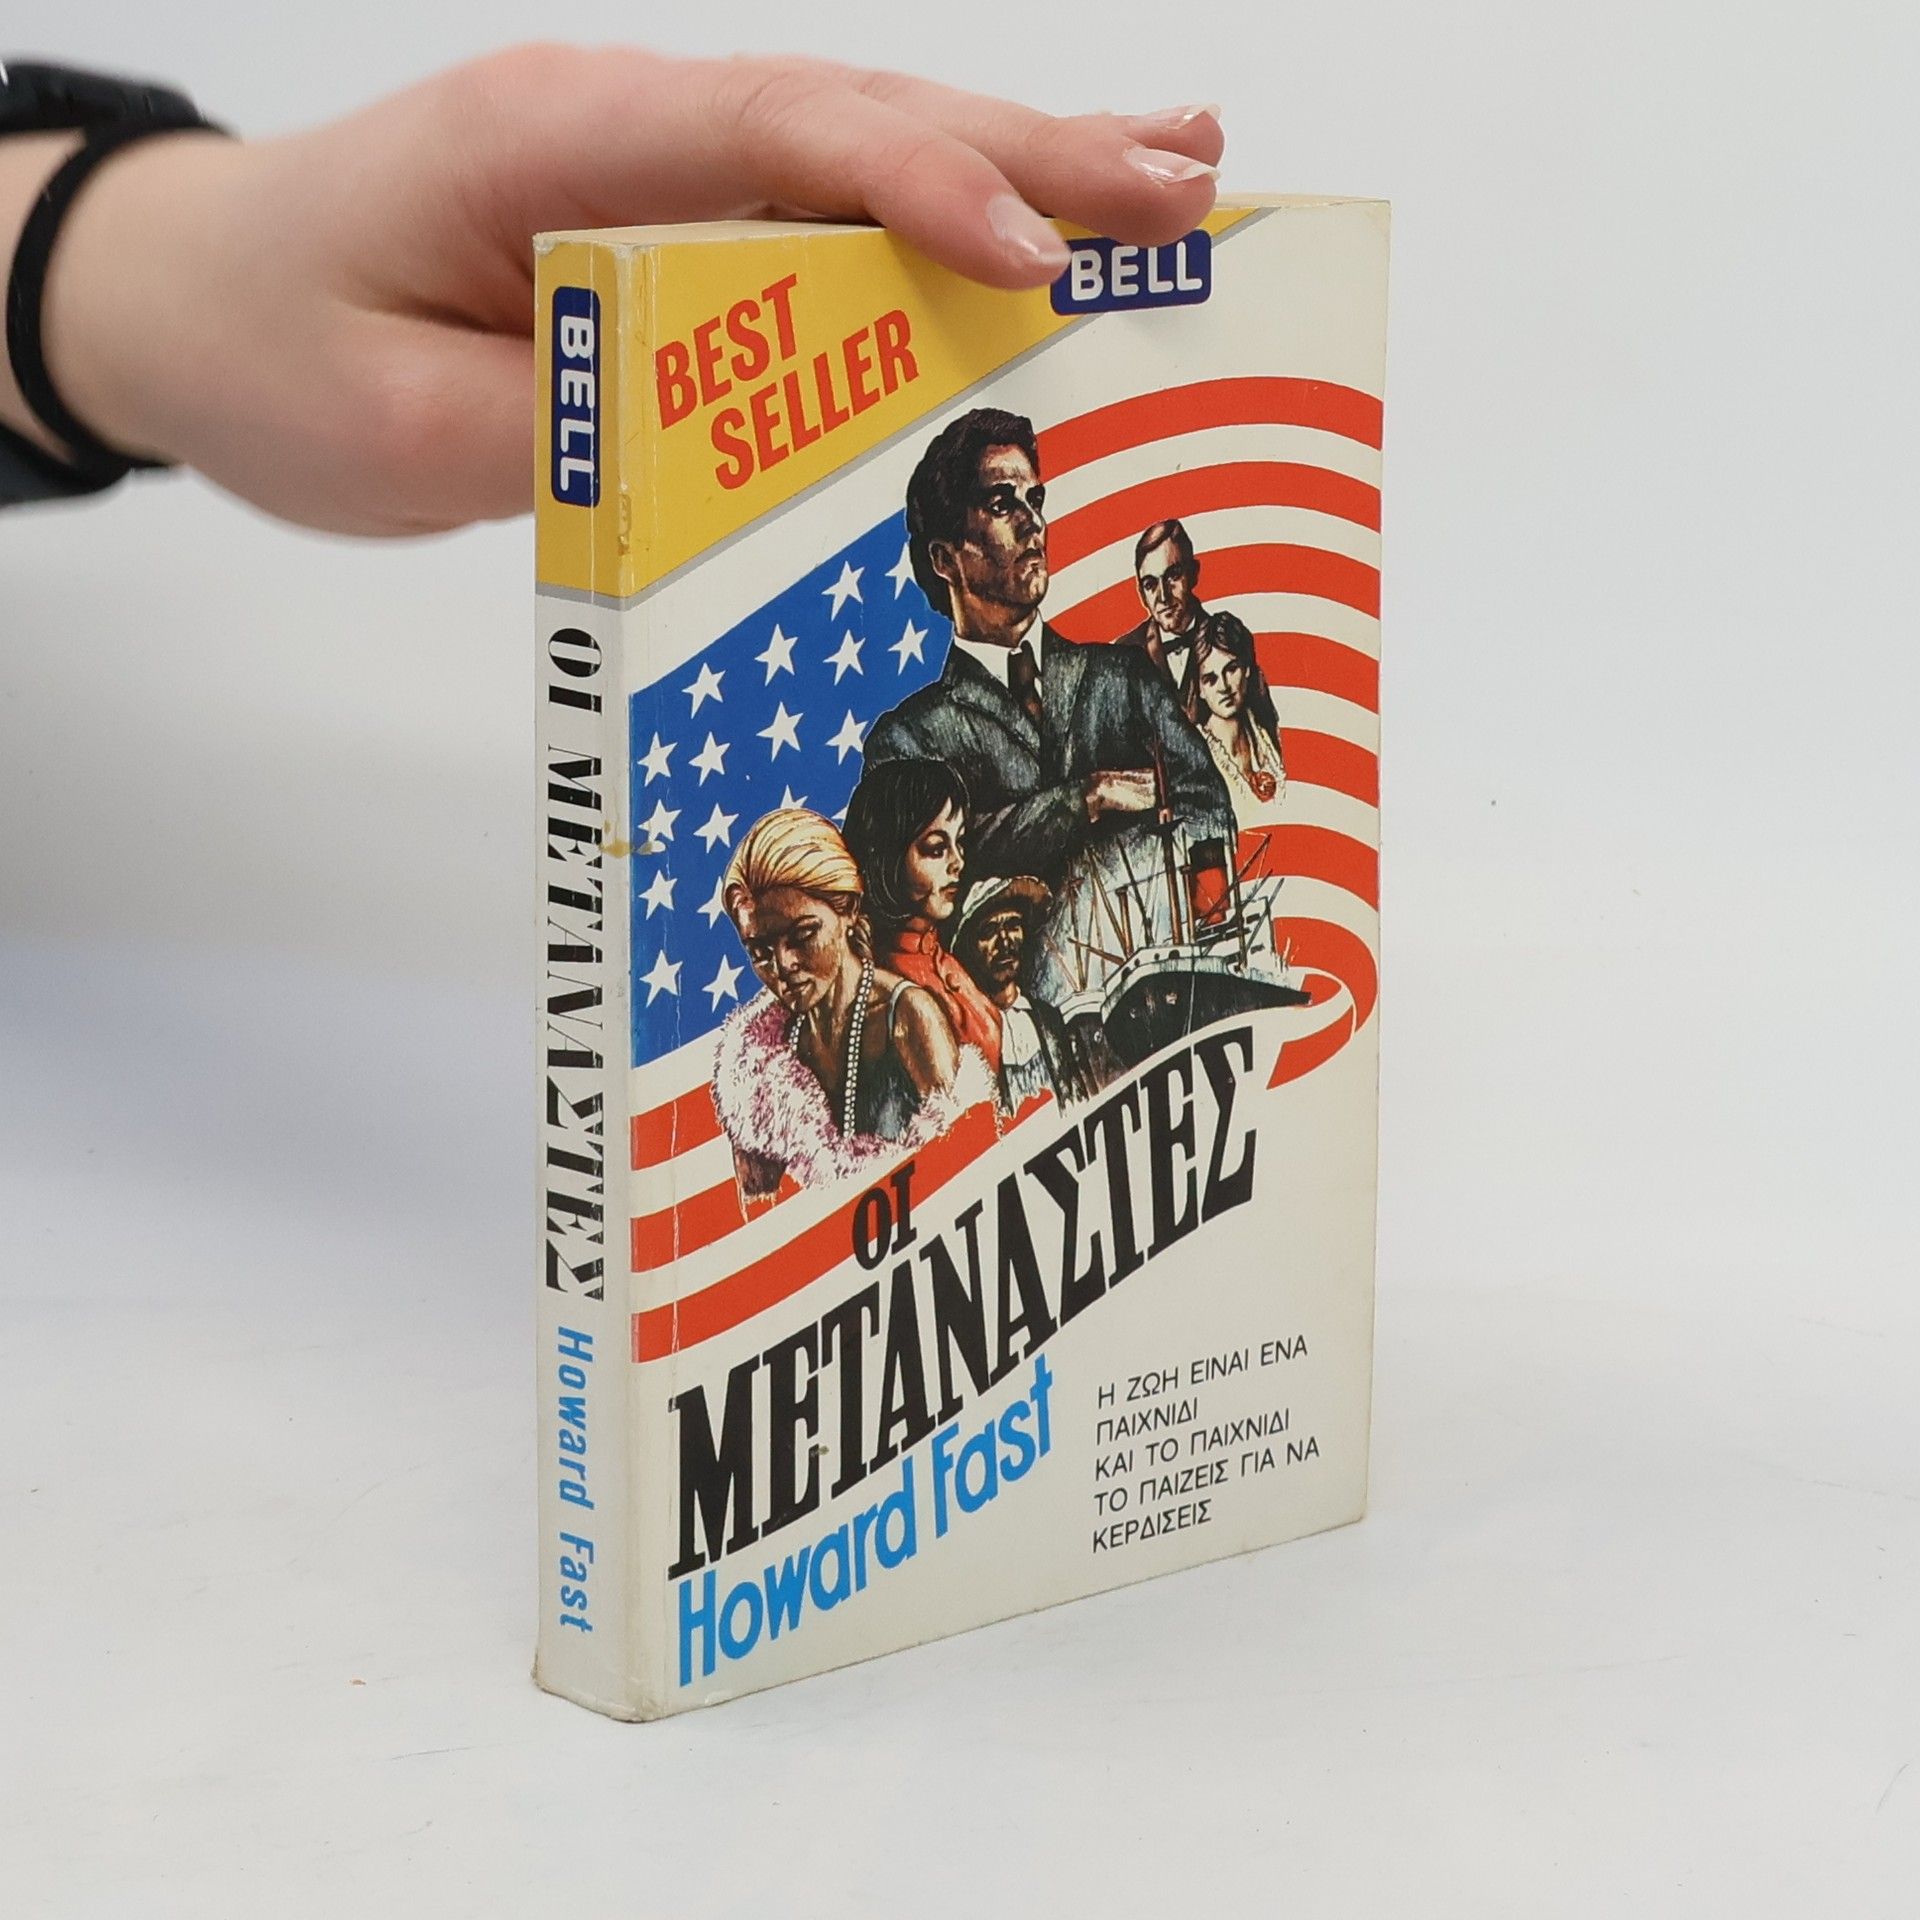 BELL
ΟΙ ΜΕΤΑΝΑΣΤΕΣ Howard Fast
BEST
SELLER
BELL
ΟΙ
ΜΕΤΑΝΑΣΤΕΣ
Howard Fast
Η ΖΩΗ ΕΙΝΑΙ ΕΝΑ
ΠΑΙΧΝΙΔΙ
ΚΑΙ ΤΟ ΠΑΙΧΝΙΔΙ
ΤΟ ΠΑΙΖΕΙΣ ΓΙΑ ΝΑ
ΚΕΡΔΙΣΕΙΣ